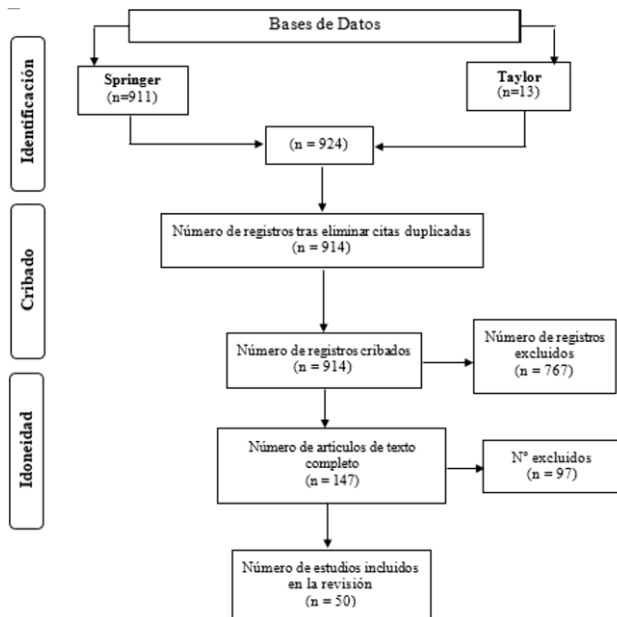 Bases de Datos
Identificación
Springer
(n=911)
Taylor
(n=13)
(n = 924)
Cribado
Número de registros tras eliminar citas duplicadas
(n = 914)
Número de registros cribados
(n = 914)
Número de registros
excluidos
(n = 767)
Idoneidad
Número de artículos de texto
completo
(n = 147)
N° excluidos
(n = 97)
Número de estudios incluidos
en la revisión
(n = 50)